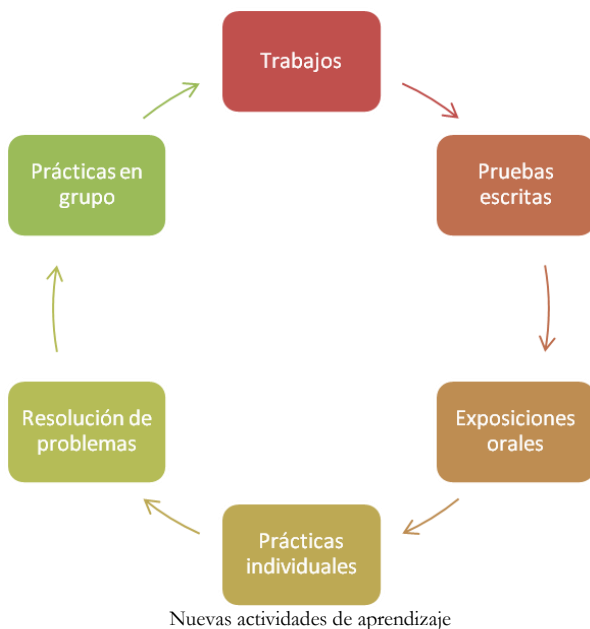 Trabajos
Pruebas
escritas
Exposiciones
orales
Prácticas
individuales
Resolución de
problemas
Prácticas en
grupo
Nuevas actividades de aprendizaje